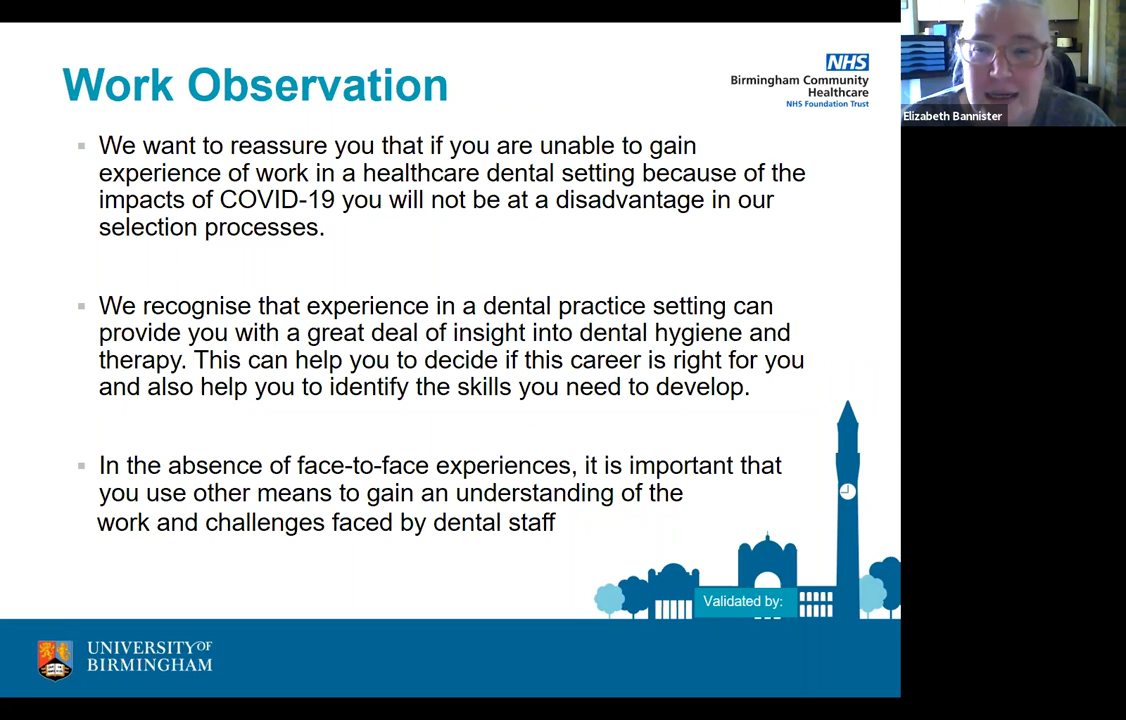 Work Observation
NHS
Birmingham Community
Healthcare
NHS Foundation Trust
Elizabeth Bannister
We want to reassure you that if you are unable to gain
experience of work in a healthcare dental setting because of the
impacts of COVID-19 you will not be at a disadvantage in our
selection processes.
We recognise that experience in a dental practice setting can
provide you with a great deal of insight into dental hygiene and
therapy. This can help you to decide if this career is right for you
and also help you to identify the skills you need to develop.
In the absence of face-to-face experiences, it is important that
you use other means to gain an understanding of the
work and challenges faced by dental staff
Validated by:
UNIVERSITY OF
BIRMINGHAM